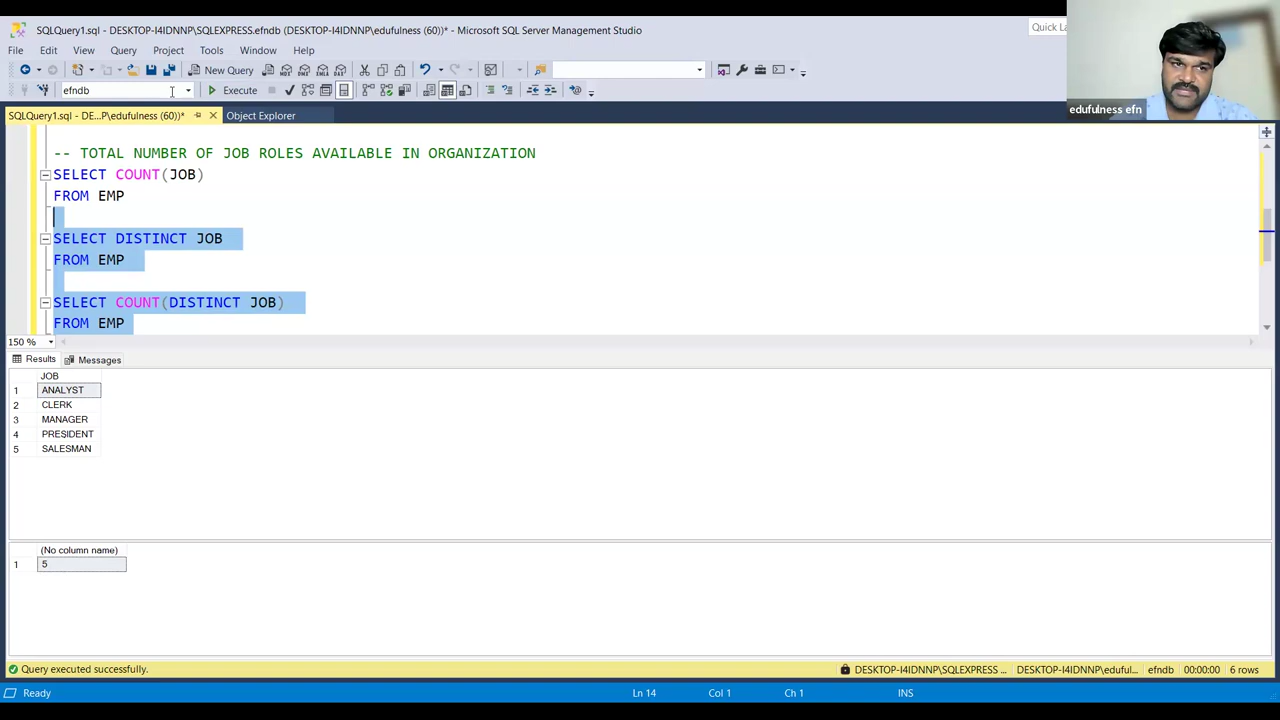 SQLQuery1.sql - DESKTOP-I4IDNNP\SQLEXPRESS.efndb (DESKTOP-I4IDNNP\edufulness (60))* - Microsoft SQL Server Management Studio
Quick La
File Edit View Query Project Tools Window Help
New Query
efndb
Execute
edufulness efn
SQLQuery1.sql - DE...P\edufulness (60))*
Object Explorer
-- TOTAL NUMBER OF JOB ROLES AVAILABLE IN ORGANIZATION
SELECT COUNT(JOB)
FROM EMP
SELECT DISTINCT JOB
FROM EMP
SELECT COUNT(DISTINCT JOB)
FROM EMP
150 %
Results Messages
JOB
1 ANALYST
2 CLERK
3 MANAGER
4 PRESIDENT
5 SALESMAN
(No column name)
1 5
Query executed successfully.
DESKTOP-I4IDNNP\SQLEXPRESS ... DESKTOP-I4IDNNP\eduful... efndb 00:00:00 6 rows
Ready Ln 14 Col 1 Ch 1 INS